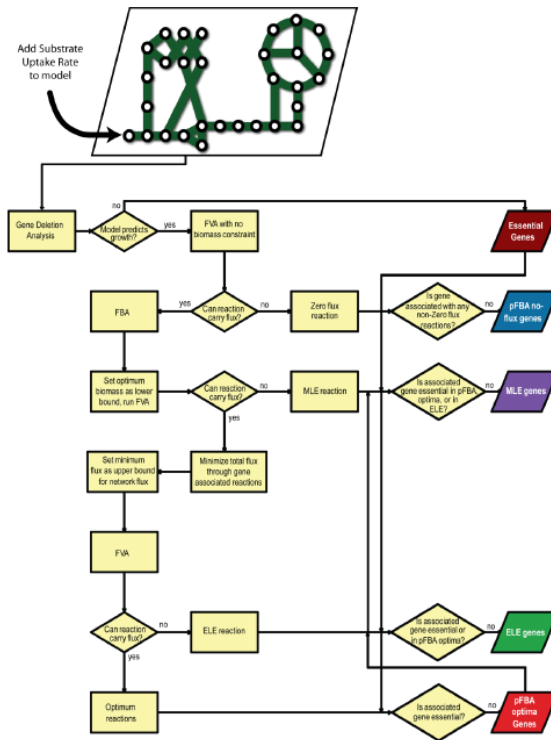 Add Substrate
Uptake Rate
to model
Gene Deletion
Analysis
no
Model predicts
growth?
yes
FVA with no
biomass constraint
Essential
Genes
FBA
yes
Can reaction
carry flux?
no
Zero flux
reaction
Is gene
associated with any
non-Zero flux
reactions?
no
pFBA no-
flux genes
Set optimum
biomass as lower
bound, run FVA
Can reaction
carry flux?
no
MLE reaction
Is associated
gene essential in pFBA
optima, or in
ELE?
no
MLE genes
yes
Set minimum
flux as upper bound
for network flux
Minimize total flux
through gene
associated reactions
FVA
Can reaction
carry flux?
no
ELE reaction
Is associated
gene essential or
in pFBA optima?
no
ELE genes
yes
Optimum
reactions
Is associated
gene essential?
no
pFBA
optima
Genes